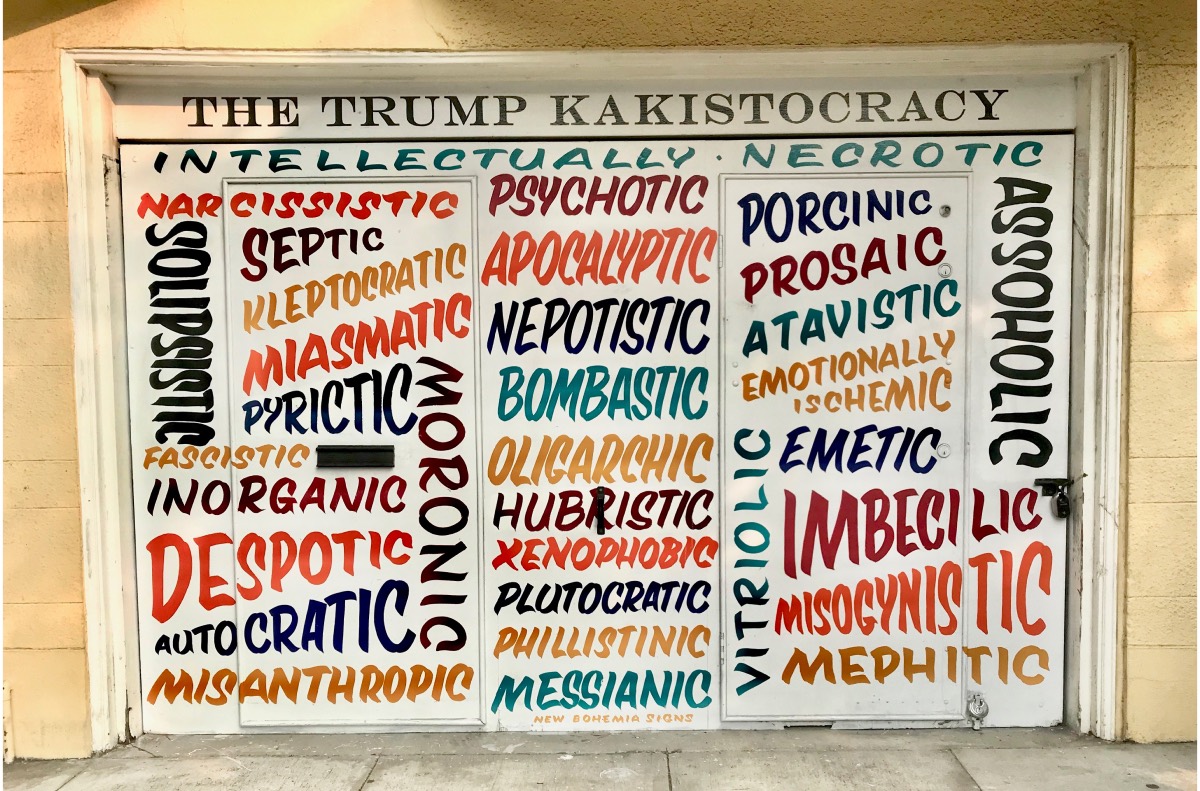 THE TRUMP KAKISTOCRACY
INTELLECTUALLY · NECROTIC
NARCISSISTIC
SOLIPSISTIC
SEPTIC
KLEPTOCRATIC
MIASMATIC
PYRICTIC
MORONIC
FASCISTIC
INORGANIC
DESPOTIC
AUTOCRATIC
MISANTHROPIC
PSYCHOTIC
APOCALYPTIC
NEPOTISTIC
BOMBASTIC
OLIGARCHIC
HUBRISTIC
XENOPHOBIC
PLUTOCRATIC
PHILLISTINIC
MESSIANIC
NEW BOHEMIA SIGNS
PORCINIC
PROSAIC
ATAVISTIC
EMOTIONALLY
ISCHEMIC
EMETIC
VITRIOLIC
IMBECILIC
MISOGYNISTIC
MEPHITIC
ASSOHOLIC